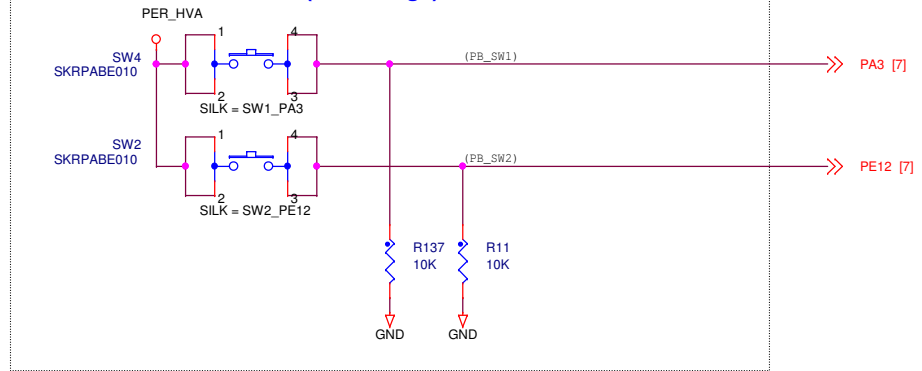 PER_HVA
SW4
SKRPABE010
1
4
2
3
SILK = SW1_PA3
(PB_SW1)
PA3 [7]
SW2
SKRPABE010
1
4
2
3
SILK = SW2_PE12
(PB_SW2)
PE12 [7]
R137
10K
R11
10K
GND
GND